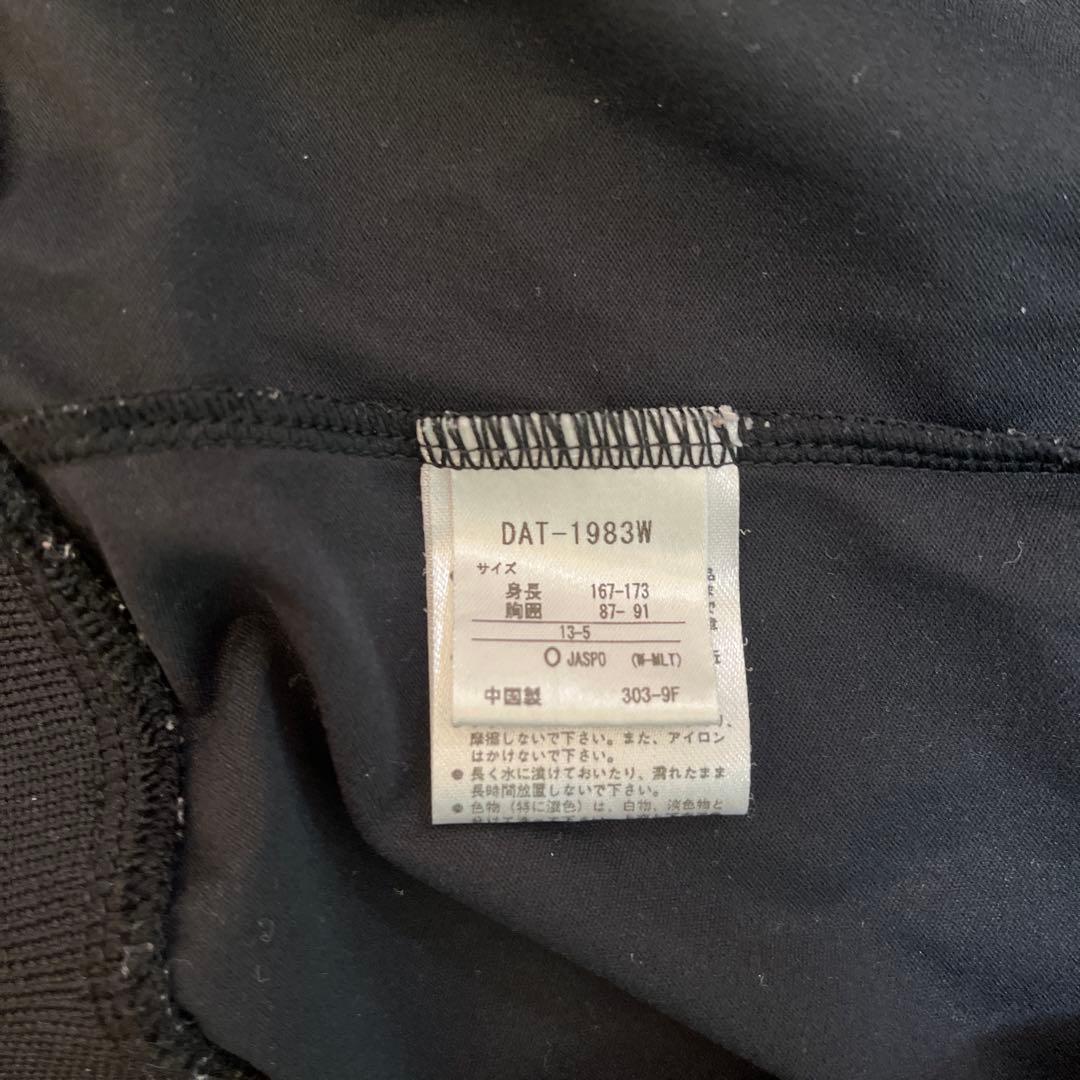 DAT-1983W
サイズ
身長 167-173
胸囲 87- 91
13-5
O JASPO (W-MLT)
中国製 303-9F
摩擦しないで下さい。また、アイロン
はかけないで下さい。
● 長く水に漬けておいたり、濡れたまま
長時間放置しないで下さい。
● 色物（特に濃色）は、白物、淡色物と